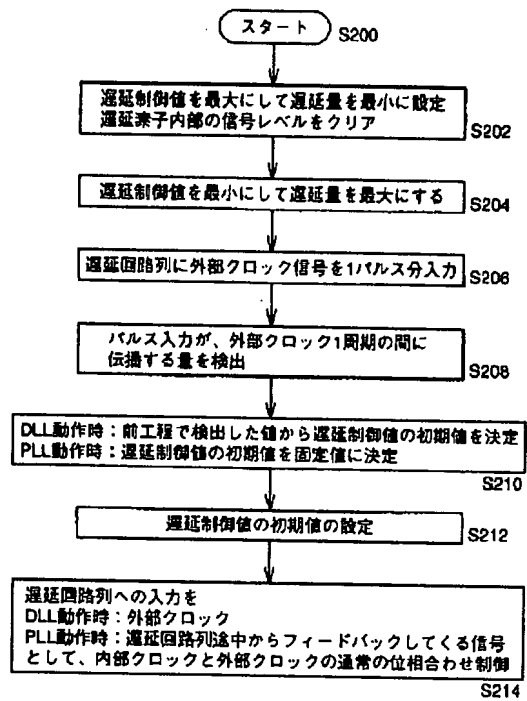 スタート
S200
遅延制御値を最大にして遅延量を最小に設定
遅延素子内部の信号レベルをクリア
S202
遅延制御値を最小にして遅延量を最大にする
S204
遅延回路列に外部クロック信号を1パルス分入力
S206
パルス入力が、外部クロック1周期の間に
伝播する量を検出
S208
DLL動作時：前工程で検出した値から遅延制御値の初期値を決定
PLL動作時：遅延制御値の初期値を固定値に決定
S210
遅延制御値の初期値の設定
S212
遅延回路列への入力を
DLL動作時：外部クロック
PLL動作時：遅延回路列途中からフィードバックしてくる信号
として、内部クロックと外部クロックの通常の位相合わせ制御
S214